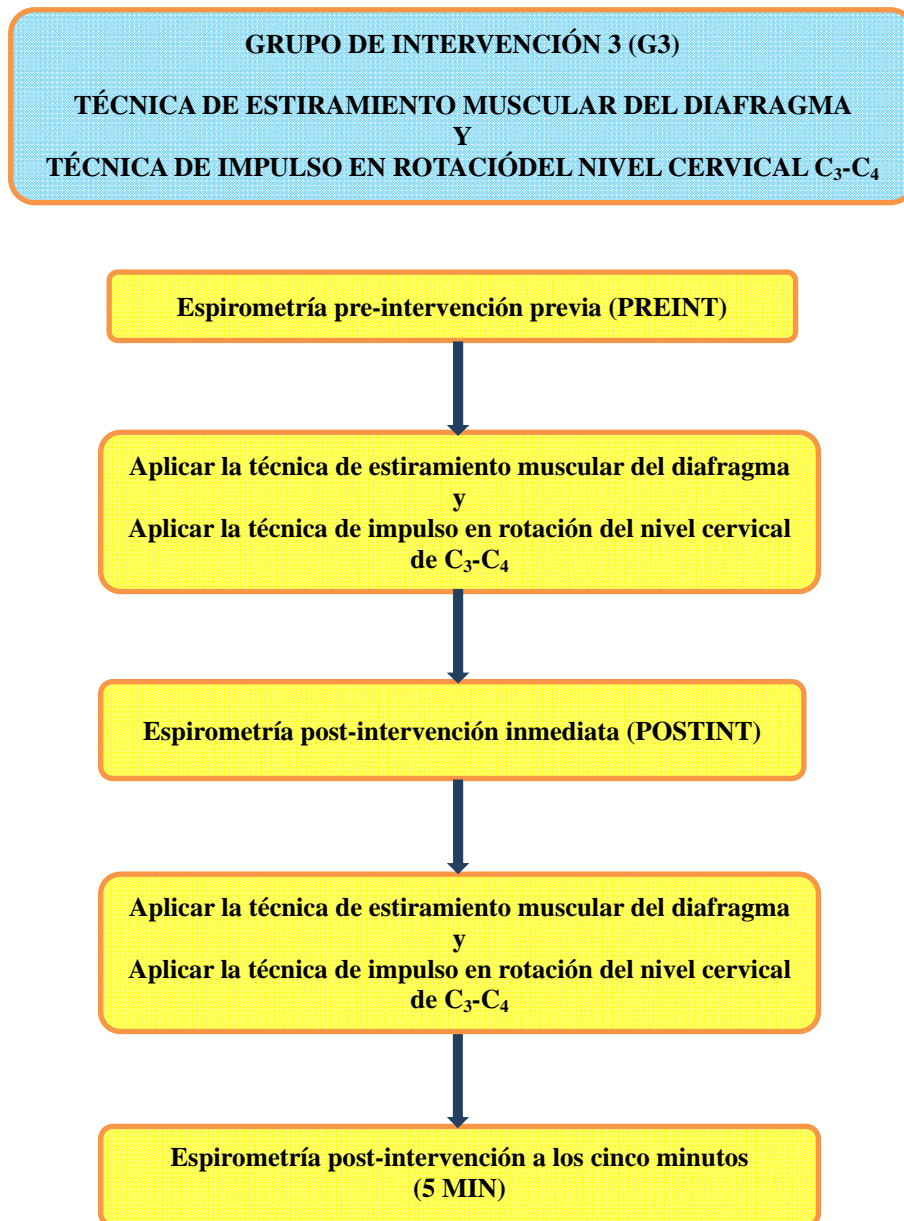 GRUPO DE INTERVENCIÓN 3 (G3)
TÉCNICA DE ESTIRAMIENTO MUSCULAR DEL DIAFRAGMA
Y
TÉCNICA DE IMPULSO EN ROTACIÓDEL NIVEL CERVICAL C₃-C₄
Espirometría pre-intervención previa (PREINT)
Aplicar la técnica de estiramiento muscular del diafragma
y
Aplicar la técnica de impulso en rotación del nivel cervical
de C₃-C₄
Espirometría post-intervención inmediata (POSTINT)
Aplicar la técnica de estiramiento muscular del diafragma
y
Aplicar la técnica de impulso en rotación del nivel cervical
de C₃-C₄
Espirometría post-intervención a los cinco minutos
(5 MIN)